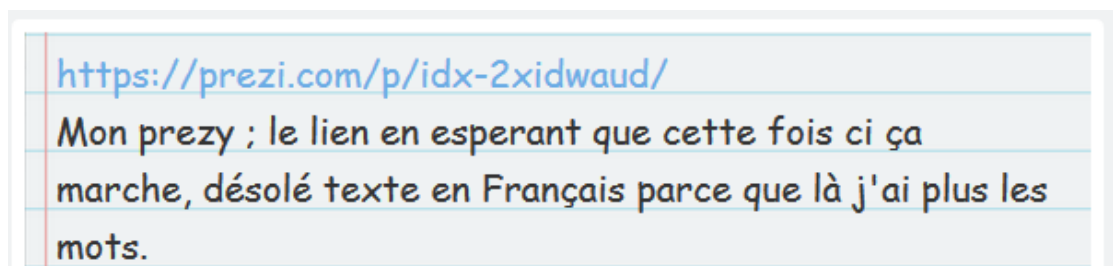 https://prezi.com/p/idx-2xidwaud/
Mon prezy ; le lien en esperant que cette fois ci ça
marche, désolé texte en Français parce que là j'ai plus les
mots.